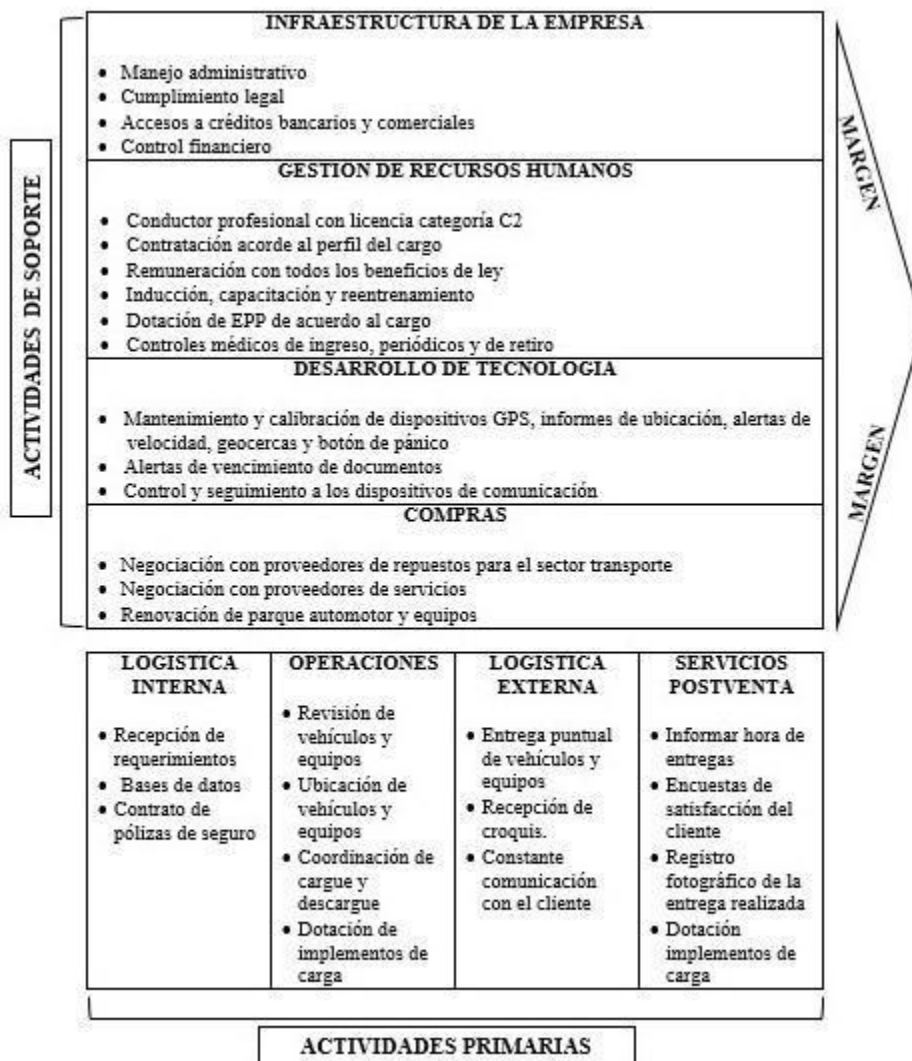 INFRAESTRUCTURA DE LA EMPRESA
• Manejo administrativo
• Cumplimiento legal
• Accesos a créditos bancarios y comerciales
• Control financiero
GESTION DE RECURSOS HUMANOS
• Conductor profesional con licencia categoría C2
• Contratación acorde al perfil del cargo
• Remuneración con todos los beneficios de ley
• Inducción, capacitación y reentrenamiento
• Dotación de EPP de acuerdo al cargo
• Controles médicos de ingreso, periódicos y de retiro
DESARROLLO DE TECNOLOGIA
• Mantenimiento y calibración de dispositivos GPS, informes de ubicación, alertas de
velocidad, geocercas y botón de pánico
• Alertas de vencimiento de documentos
• Control y seguimiento a los dispositivos de comunicación
COMPRAS
• Negociación con proveedores de repuestos para el sector transporte
• Negociación con proveedores de servicios
• Renovación de parque automotor y equipos
ACTIVIDADES DE SOPORTE
MARGEN
MARGEN
LOGISTICA
INTERNA
• Recepción de
requerimientos
• Bases de datos
• Contrato de
pólizas de seguro
OPERACIONES
• Revisión de
vehículos y
equipos
• Ubicación de
vehículos y
equipos
• Coordinación de
cargue y
descargue
• Dotación de
implementos de
carga
LOGISTICA
EXTERNA
• Entrega puntual
de vehículos y
equipos
• Recepción de
croquis.
• Constante
comunicación
con el cliente
SERVICIOS
POSTVENTA
• Informar hora de
entregas
• Encuestas de
satisfacción del
cliente
• Registro
fotográfico de la
entrega realizada
• Dotación
implementos de
carga
ACTIVIDADES PRIMARIAS